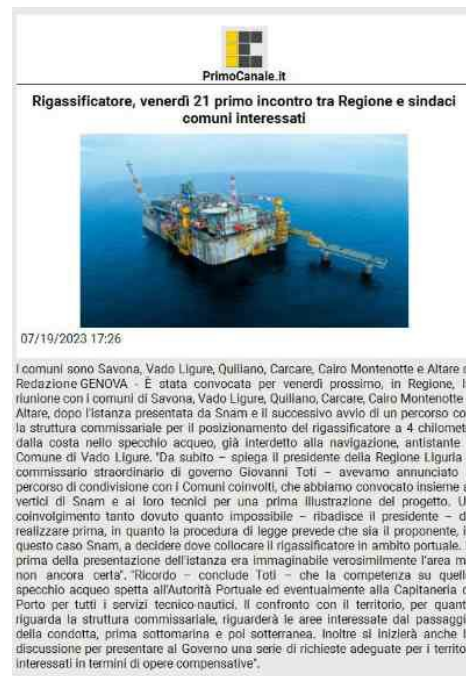 PrimoCanale.it
Rigassificatore, venerdì 21 primo incontro tra Regione e sindaci
comuni interessati
07/19/2023 17:26
I comuni sono Savona, Vado Ligure, Quiliano, Carcare, Cairo Montenotte e Altare
Redazione GENOVA - È stata convocata per venerdì prossimo, in Regione,
riunione con i comuni di Savona, Vado Ligure, Quiliano, Carcare, Cairo Montenotte
Altare, dopo l'istanza presentata da Snam e il successivo avvio di un percorso
la struttura commissariale per il posizionamento del rigassificatore a 4
dalla costa nello specchio acqueo, già interdetto alla navigazione, antistante
Comune di Vado Ligure. "Da subito – spiega il presidente della Regione Liguria
commissario straordinario di governo Giovanni Toti – avevamo annunciato
percorso di condivisione con i Comuni coinvolti, che abbiamo convocato insieme
vertici di Snam e ai loro tecnici per una prima illustrazione del progetto.
coinvolgimento tanto dovuto quanto impossibile – ribadisce il presidente –
realizzare prima, in quanto la procedura di legge prevede che sia il proponente,
questo caso Snam, a decidere dove collocare il rigassificatore in ambito portuale.
prima della presentazione dell'istanza era immaginabile verosimilmente l'area
non ancora certa". "Ricordo – conclude Toti – che la competenza su
specchio acqueo spetta all'Autorità Portuale ed eventualmente alla Capitaneria
Porto per tutti i servizi tecnico-nautici. Il confronto con il territorio, per
riguarda la struttura commissariale, riguarderà le aree interessate dal
della condotta, prima sottomarina e poi sotterranea. Inoltre si inizierà anche
discussione per presentare al Governo una serie di richieste adeguate per i
interessati in termini di opere compensative".